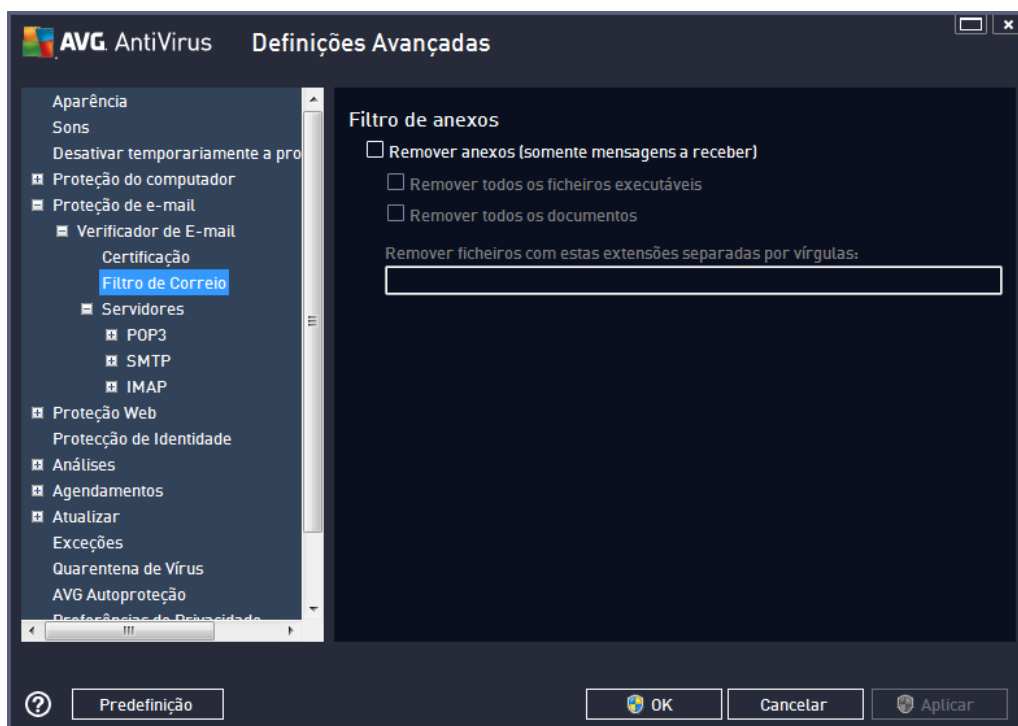 AVG. AntiVirus Definições Avançadas
Aparência
Sons
Desativar temporariamente a pro
Proteção do computador
Proteção de e-mail
Verificador de E-mail
Certificação
Filtro de Correio
Servidores
POP3
SMTP
IMAP
Proteção Web
Protecção de Identidade
Análises
Agendamentos
Atualizar
Exceções
Quarentena de Vírus
AVG Autoproteção
Preferências de Privacidade
Filtro de anexos
Remover anexos (somente mensagens a receber)
Remover todos os ficheiros executáveis
Remover todos os documentos
Remover ficheiros com estas extensões separadas por vírgulas:
Predefinição
OK
Cancelar
Aplicar